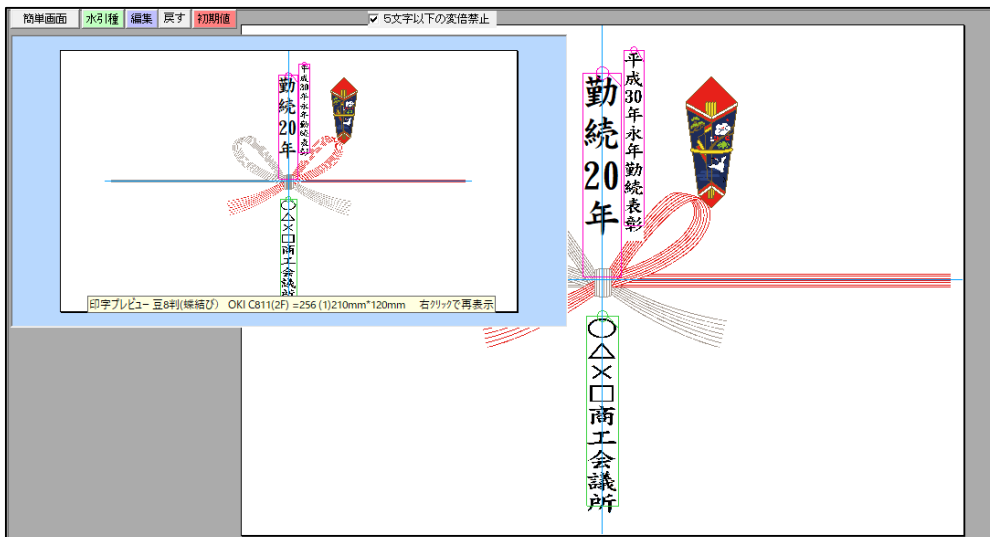 簡単画面 水引種 編集 戻す 初期値 5文字以下の変倍禁止
平成30年永年勤続表彰
勤続20年
○△×□商工会議所
印字プレビュー 豆8判(蝶結び) OKI C811(2F) =256 (1)210mm*120mm 右クリックで再表示
平成30年永年勤続表彰
勤続20年
○△×□商工会議所